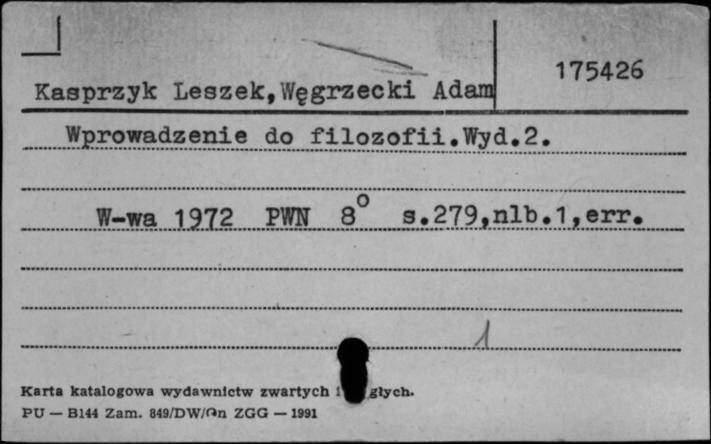 175426
Kasprzyk Leszek,Węgrzecki Adam
Wprowadzenie do filozofii.Wyd.2.
W-wa 1972 PWN 8° s.279,nlb.1,err.
1
Karta katalogowa wydawnictw zwartych głych.
PU — B144 Zam. 849/DW/Qn ZGG — 1991